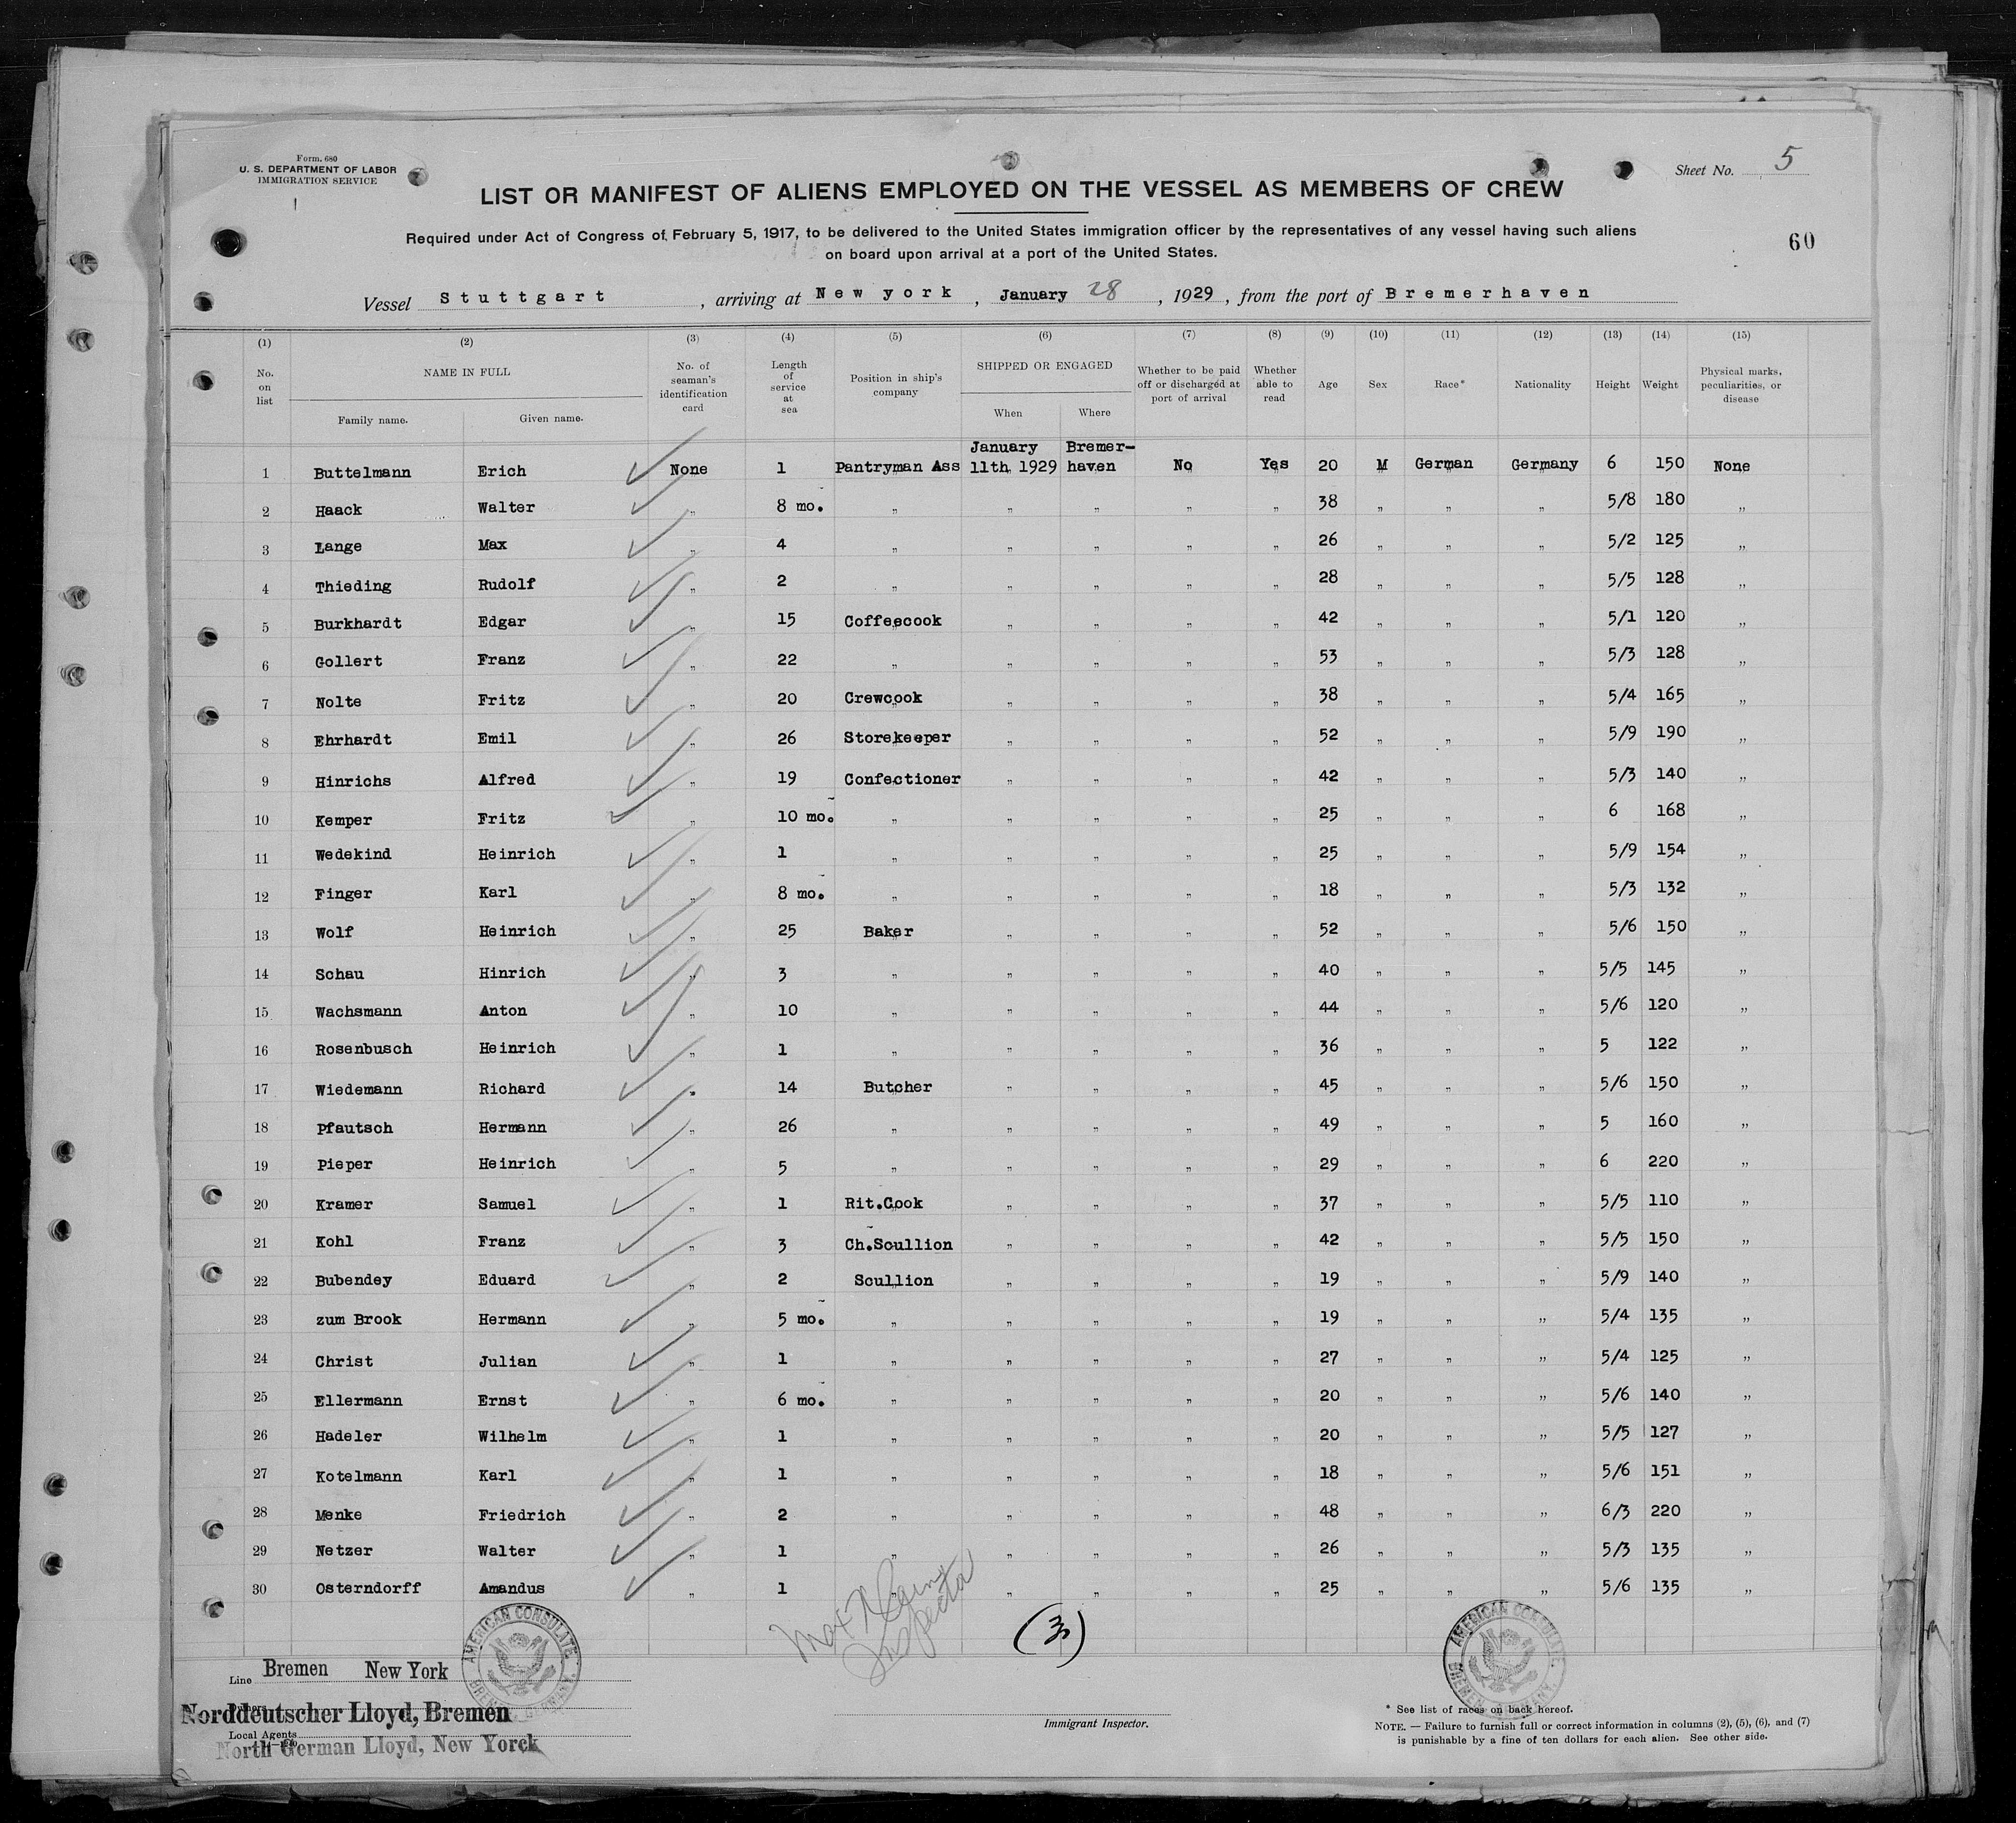 Form. 680
U. S. DEPARTMENT OF LABOR
IMMIGRATION SERVICE
Sheet No. 5
LIST OR MANIFEST OF ALIENS EMPLOYED ON THE VESSEL AS MEMBERS OF CREW
Required under Act of Congress of February 5, 1917, to be delivered to the United States immigration officer by the representatives of any vessel having such aliens
on board upon arrival at a port of the United States.
60
Vessel Stuttgart, arriving at New york, January 28, 1929, from the port of Bremerhaven
(1) (2) (3) (4) (5) (6) (7) (8) (9) (10) (11) (12) (13) (14) (15)
No. on list NAME IN FULL Family name. Given name. No. of seaman's identification card Length of service at sea Position in ship's company SHIPPED OR ENGAGED When Where Whether to be paid off or discharged at port of arrival Whether able to read Age Sex Race* Nationality Height Weight Physical marks, peculiarities, or disease
1 Buttelmann Erich None 1 Pantryman Ass January 11th, 1929 Bremer-haven No Yes 20 M German Germany 6 150 None
2 Haack Walter " 8 mo. " " " " " 38 " " " 5/8 180 "
3 Lange Max " 4 " " " " " 26 " " " 5/2 125 "
4 Thieding Rudolf " 2 " " " " " 28 " " " 5/5 128 "
5 Burkhardt Edgar " 15 Coffeecook " " " " 42 " " " 5/1 120 "
6 Gollert Franz " 22 " " " " " 53 " " " 5/3 128 "
7 Nolte Fritz " 20 Crewcook " " " " 38 " " " 5/4 165 "
8 Ehrhardt Emil " 26 Storekeeper " " " " 52 " " " 5/9 190 "
9 Hinrichs Alfred " 19 Confectioner " " " " 42 " " " 5/3 140 "
10 Kemper Fritz " 10 mo. " " " " " 25 " " " 6 168 "
11 Wedekind Heinrich " 1 " " " " " 25 " " " 5/9 154 "
12 Finger Karl " 8 mo. " " " " " 18 " " " 5/3 132 "
13 Wolf Heinrich " 25 Baker " " " " 52 " " " 5/6 150 "
14 Schau Hinrich " 3 " " " " " 40 " " " 5/5 145 "
15 Wachsmann Anton " 10 " " " " " 44 " " " 5/6 120 "
16 Rosenbusch Heinrich " 1 " " " " " 36 " " " 5 122 "
17 Wiedemann Richard " 14 Butcher " " " " 45 " " " 5/6 150 "
18 Pfautsch Hermann " 26 " " " " " 49 " " " 5 160 "
19 Pieper Heinrich " 5 " " " " " 29 " " " 6 220 "
20 Kramer Samuel " 1 Rit.Cook " " " " 37 " " " 5/5 110 "
21 Kohl Franz " 3 Ch.Scullion " " " " 42 " " " 5/5 150 "
22 Bubendey Eduard " 2 Scullion " " " " 19 " " " 5/9 140 "
23 zum Brook Hermann " 5 mo. " " " " " 19 " " " 5/4 135 "
24 Christ Julian " 1 " " " " " 27 " " " 5/4 125 "
25 Ellermann Ernst " 6 mo. " " " " " 20 " " " 5/6 140 "
26 Hadeler Wilhelm " 1 " " " " " 20 " " " 5/5 127 "
27 Kotelmann Karl " 1 " " " " " 18 " " " 5/6 151 "
28 Menke Friedrich " 2 " " " " " 48 " " " 6/3 220 "
29 Netzer Walter " 1 " " " " " 26 " " " 5/3 135 "
30 Osterndorff Amandus " 1 " " " " " 25 " " " 5/6 135 "
Inspector
(3)
AMERICAN CONSULATE. BREMEN, GERMANY.
AMERICAN CONSULATE. BREMEN, GERMANY.
Line Bremen New York
Owners Norddeutscher Lloyd, Bremen
Local Agents
North German Lloyd, New Yorck
Immigrant Inspector.
* See list of races on back hereof.
NOTE. — Failure to furnish full or correct information in columns (2), (5), (6), and (7)
is punishable by a fine of ten dollars for each alien. See other side.